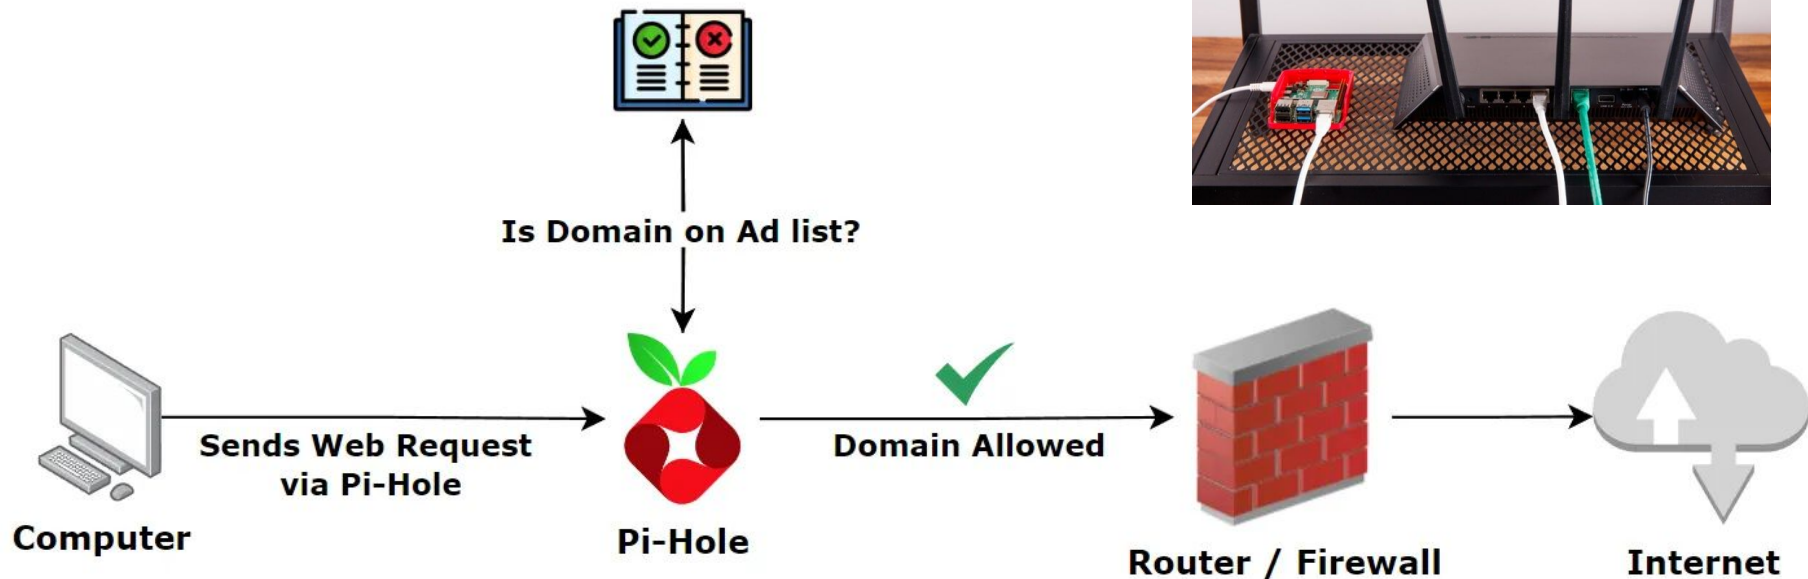 Is Domain on Ad list?
Sends Web Request
via Pi-Hole
Domain Allowed
Computer
Pi-Hole
Router / Firewall
Internet